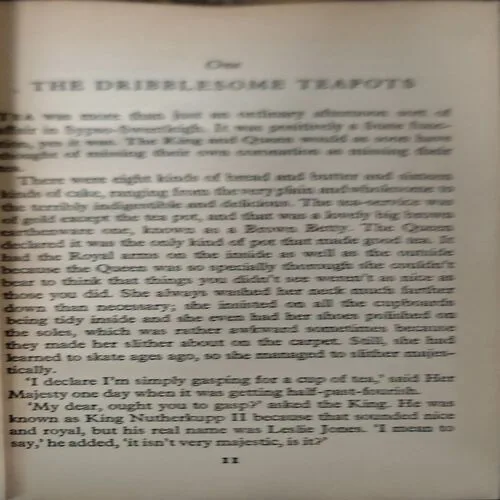 One
THE DRIBBLESOME TEAPOTS
TEA was more than just an ordinary afternoon sort of
affair in Sypso-Sweetleigh. It was positively a State func-
tion, yes it was. The King and Queen would as soon have
thought of missing their own coronation as missing their
tea.
There were eight kinds of bread and butter and sixteen
kinds of cake, ranging from the very plain and wholesome to
the terribly indigestible and delicious. The tea-service was
of gold except the tea pot, and that was a lovely big brown
earthenware one, known as a Brown Betty. The Queen
declared it was the only kind of pot that made good tea. It
had the Royal arms on the inside as well as the outside
because the Queen was so specially thorough she couldn't
bear to think that things you didn't see weren't as nice as
those you did. She always washed her neck much further
down than necessary; she insisted on all the cupboards
being tidy inside and she even had her shoes polished on
the soles, which was rather awkward sometimes because
they made her slither about on the carpet. Still, she had
learned to skate ages ago, so she managed to slither majes-
tically.
'I declare I'm simply gasping for a cup of tea,' said Her
Majesty one day when it was getting half-past-fourish.
'My dear, ought you to gasp?' asked the King. He was
known as King Nutherkupp II because that sounded nice
and royal, but his real name was Leslie Jones. 'I mean to
say,' he added, 'it isn't very majestic, is it?'
11